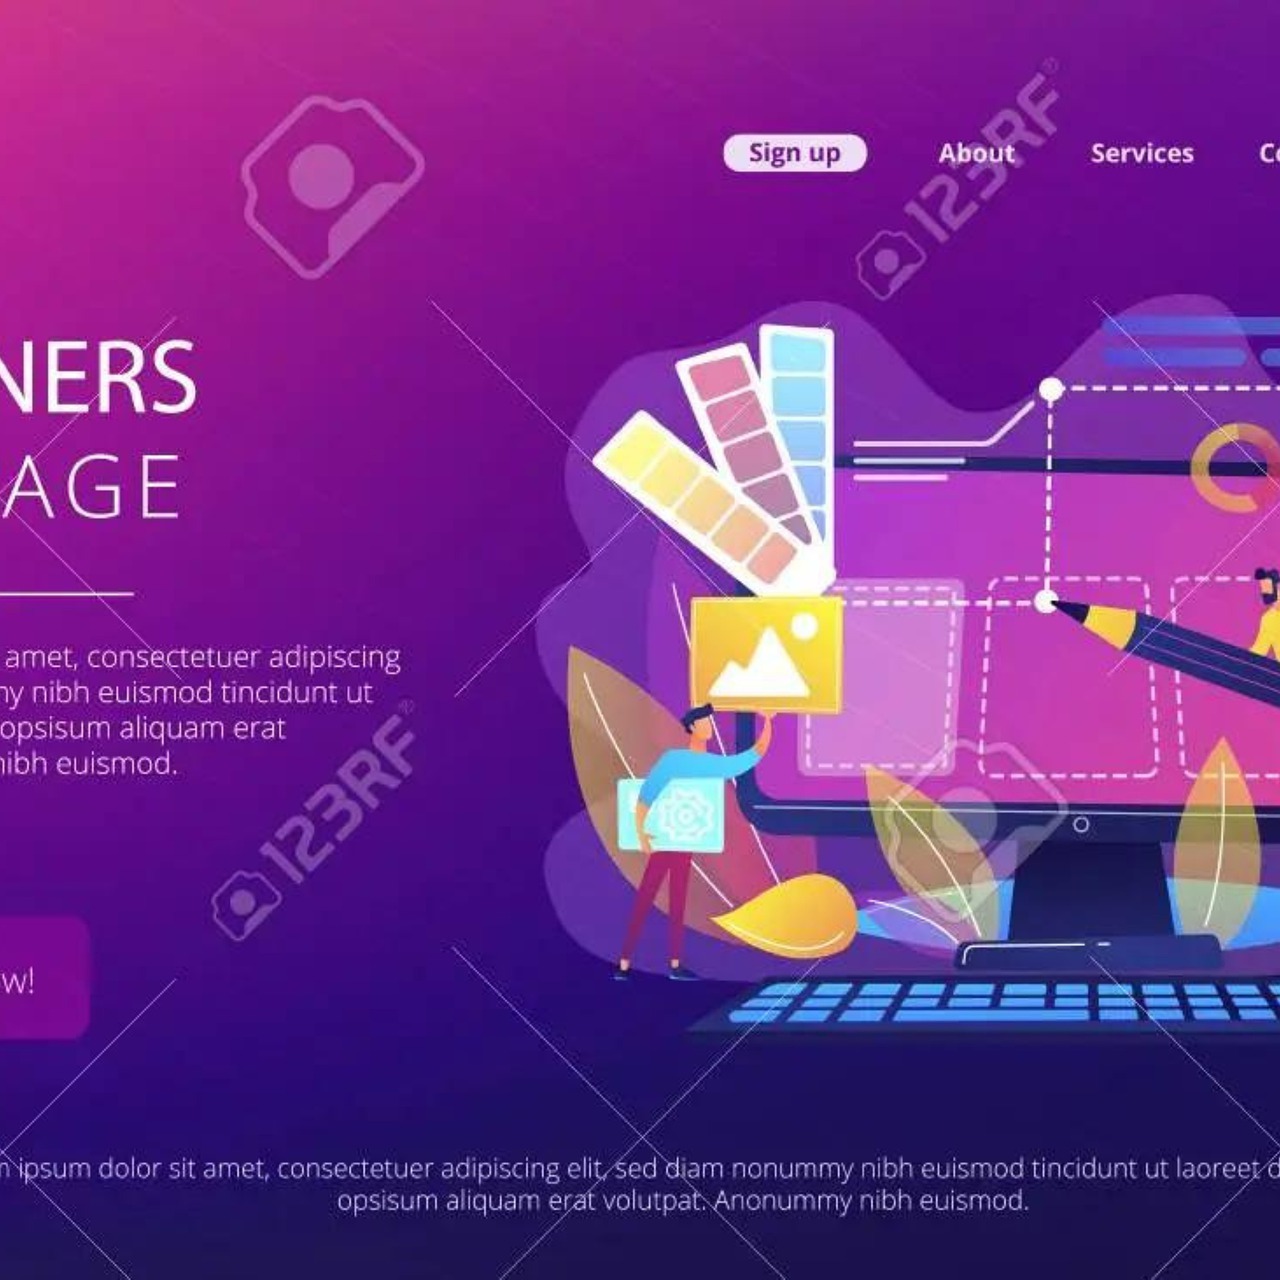 Sign up About Services
NERS
AGE
amet, consectetuer adipiscing
nibh euismod tincidunt ut
opsisum aliquam erat
nibh euismod.
w!
ipsum dolor sit amet, consectetuer adipiscing elit, sed diam nonummy nibh euismod tincidunt ut laoreet
opsisum aliquam erat volutpat. Anonummy nibh euismod.
123RF®
123RF®